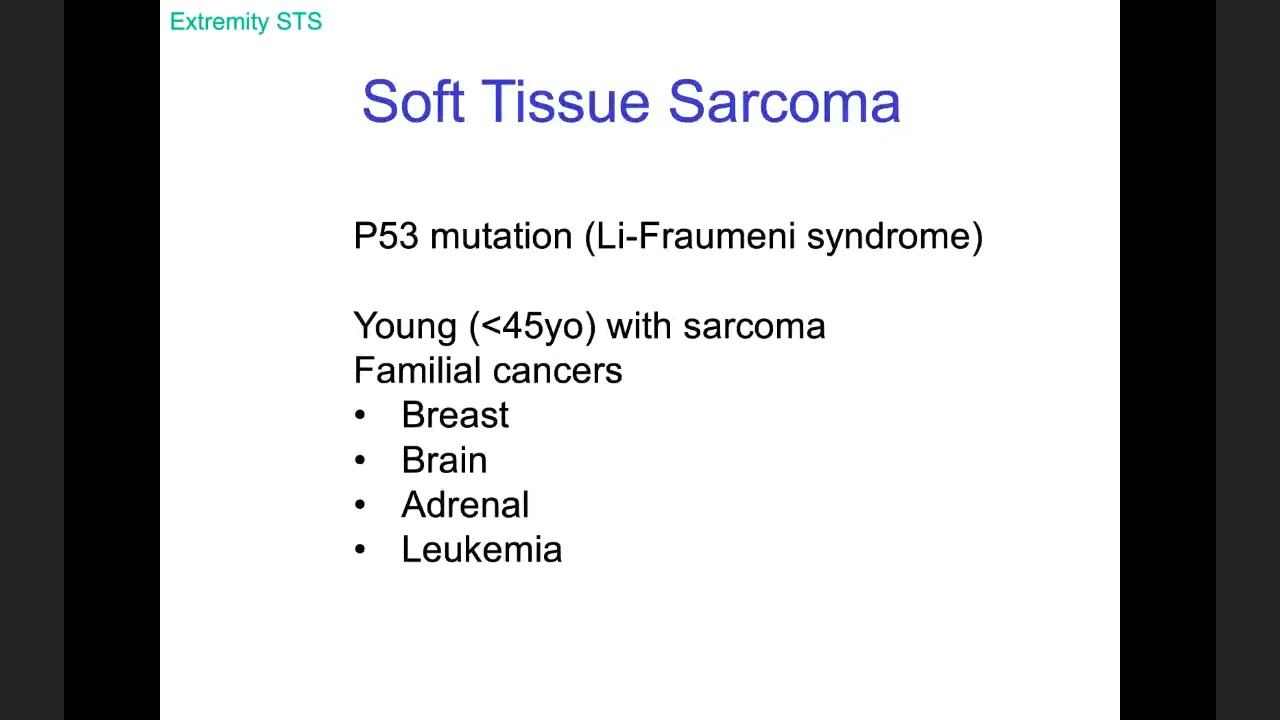 Extremity STS
Soft Tissue Sarcoma
P53 mutation (Li-Fraumeni syndrome)
Young (<45yo) with sarcoma
Familial cancers
• Breast
• Brain
• Adrenal
• Leukemia